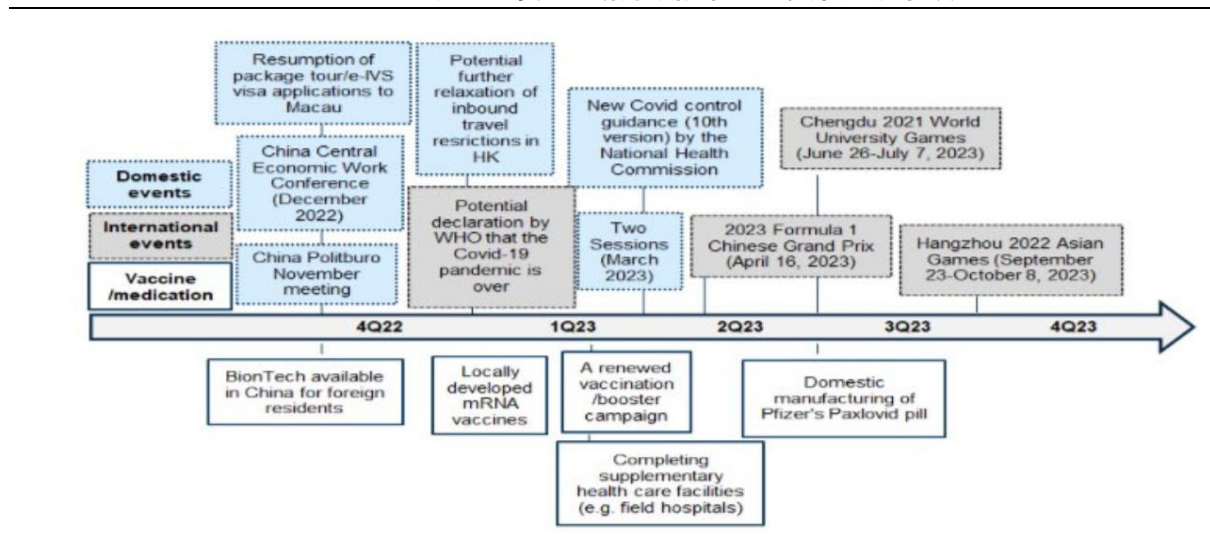 Resumption of
package tour/e-IVS
visa applications to
Macau
Potential
further
relaxation of
inbound
travel
resrictions in
HK
New Covid control
guidance (10th
version) by the
National Health
Commission
Chengdu 2021 World
University Games
(June 26-July 7, 2023)
Domestic
events
International
events
Vaccine
/medication
China Central
Economic Work
Conference
(December
2022)
China Politburo
November
meeting
Potential
declaration by
WHO that the
Covid-19
pandemic is
over
Two
Sessions
(March
2023)
2023 Formula 1
Chinese Grand Prix
(April 16, 2023)
Hangzhou 2022 Asian
Games (September
23-October 8, 2023)
4Q22
1Q23
2Q23
3Q23
4Q23
BionTech available
in China for foreign
residents
Locally
developed
mRNA
vaccines
A renewed
vaccination
/booster
campaign
Domestic
manufacturing of
Pfizer's Paxlovid pill
Completing
supplementary
health care facilities
(e.g. field hospitals)